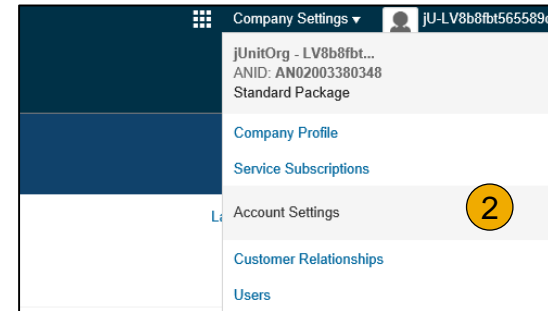 Company Settings ▾ jU-LV8b8fbt565589
jUnitOrg - LV8b8fbt...
ANID: AN02003380348
Standard Package
Company Profile
Service Subscriptions
Account Settings
2
Customer Relationships
Users